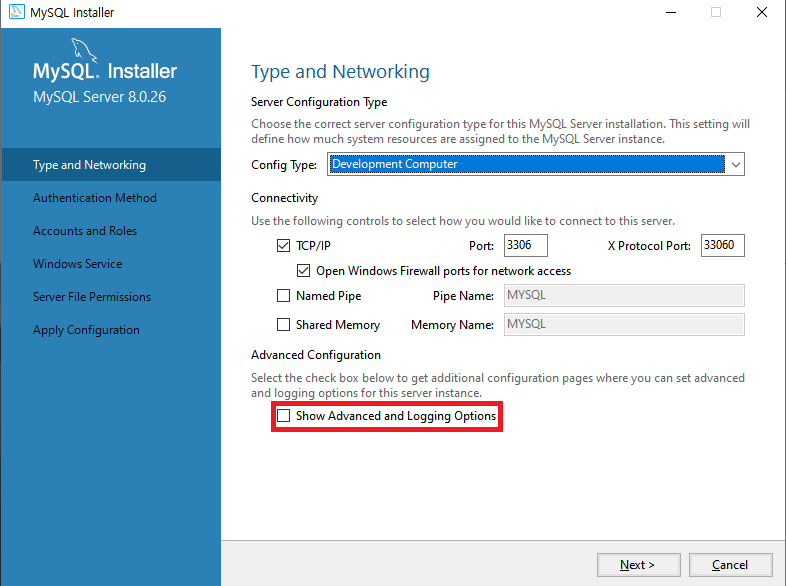 MySQL Installer
MySQL. Installer
MySQL Server 8.0.26
Type and Networking
Authentication Method
Accounts and Roles
Windows Service
Server File Permissions
Apply Configuration
Type and Networking
Server Configuration Type
Choose the correct server configuration type for this MySQL Server installation. This setting will
define how much system resources are assigned to the MySQL Server instance.
Config Type: Development Computer
Connectivity
Use the following controls to select how you would like to connect to this server.
TCP/IP Port: 3306 X Protocol Port: 33060
Open Windows Firewall ports for network access
Named Pipe Pipe Name: MYSQL
Shared Memory Memory Name: MYSQL
Advanced Configuration
Select the check box below to get additional configuration pages where you can set advanced
and logging options for this server instance.
Show Advanced and Logging Options
Next > Cancel